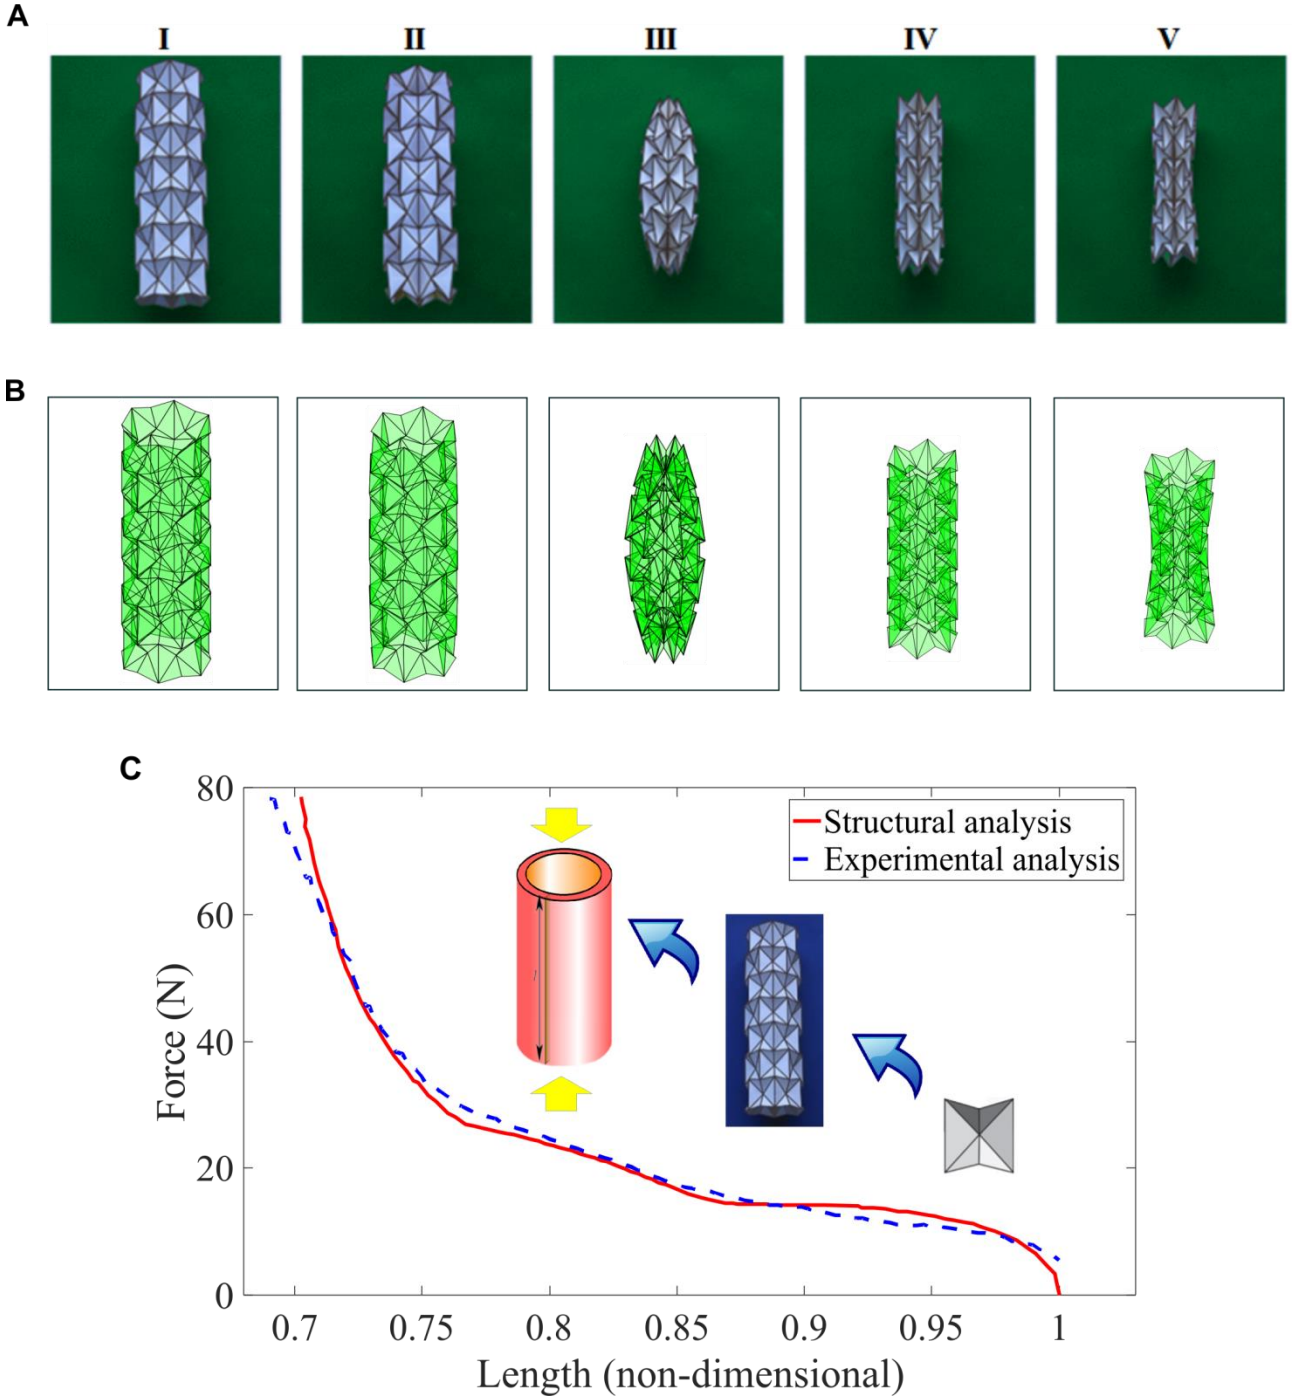 A
I II III IV V
B
C
80
60
40
20
0
Force (N)
Structural analysis
Experimental analysis
0.7 0.75 0.8 0.85 0.9 0.95 1
Length (non-dimensional)